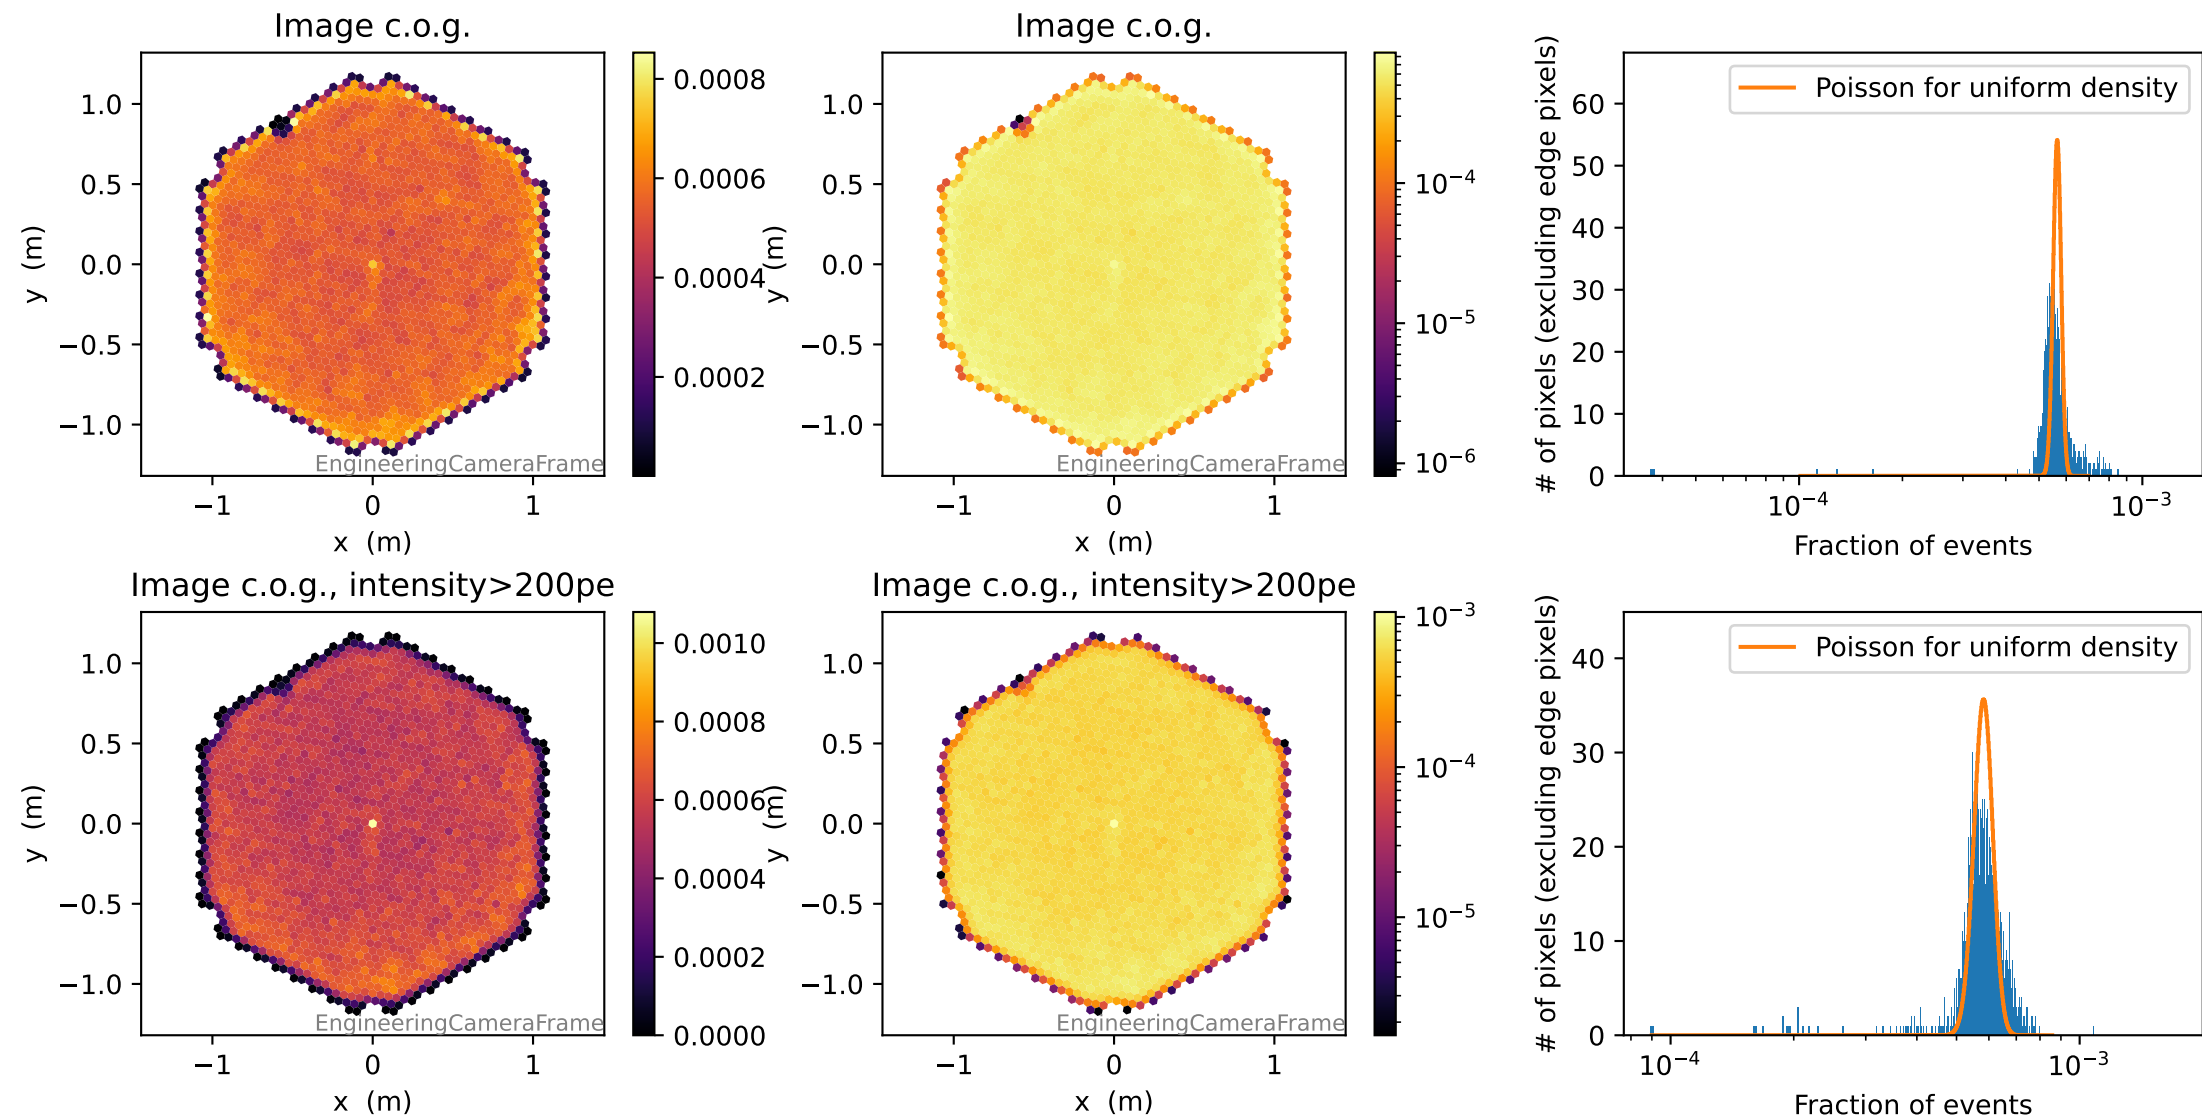 Image c.o.g.
y (m)
1.0
0.5
0.0
−0.5
−1.0
−1
0
1
x (m)
EngineeringCameraFrame
0.0008
0.0006
0.0004
0.0002
Image c.o.g.
y (m)
1.0
0.5
0.0
−0.5
−1.0
−1
0
1
x (m)
EngineeringCameraFrame
10⁻⁴
10⁻⁵
10⁻⁶
# of pixels (excluding edge pixels)
60
50
40
30
20
10
0
Poisson for uniform density
10⁻⁴
10⁻³
Fraction of events
Image c.o.g., intensity>200pe
y (m)
1.0
0.5
0.0
−0.5
−1.0
−1
0
1
x (m)
EngineeringCameraFrame
0.0010
0.0008
0.0006
0.0004
0.0002
0.0000
Image c.o.g., intensity>200pe
y (m)
1.0
0.5
0.0
−0.5
−1.0
−1
0
1
x (m)
EngineeringCameraFrame
10⁻³
10⁻⁴
10⁻⁵
# of pixels (excluding edge pixels)
40
30
20
10
0
Poisson for uniform density
10⁻⁴
10⁻³
Fraction of events